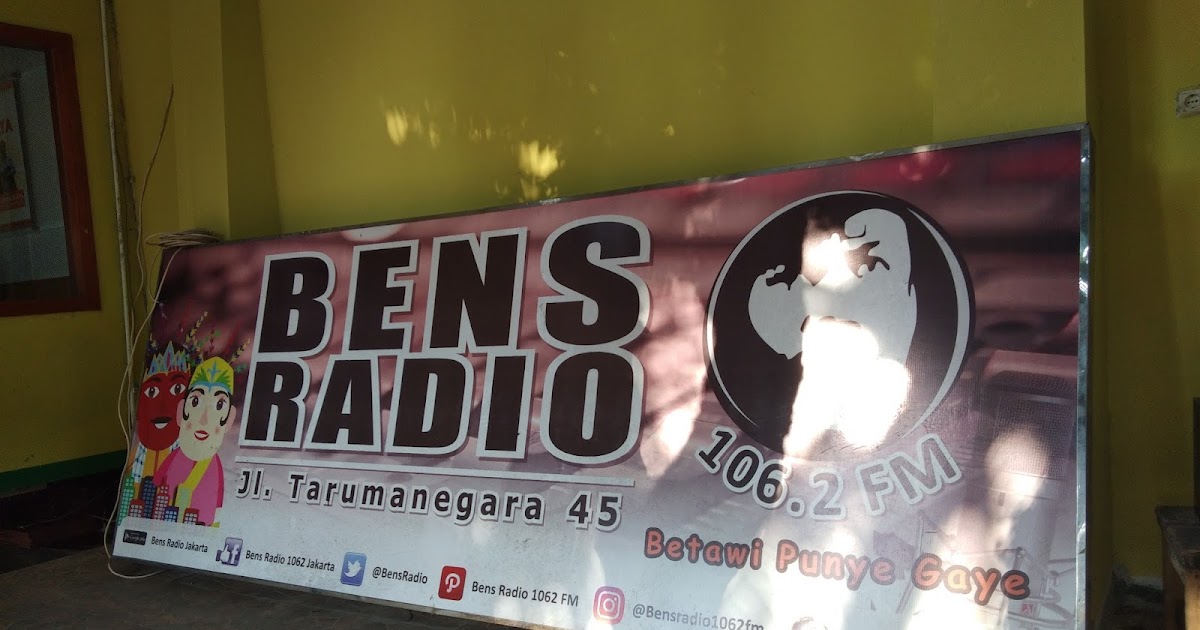 BENS
RADIO
Jl. Tarumanegara 45
106.2 FM
Betawi Punye Gaye
Bens Radio Jakarta
Bens Radio 1062 Jakarta
@BensRadio
Bens Radio 1062 FM
@Bensradio1062fm